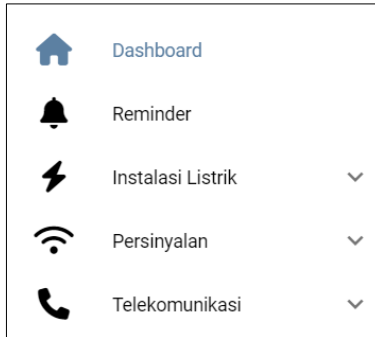 Dashboard
Reminder
Instalasi Listrik
Persinyalan
Telekomunikasi